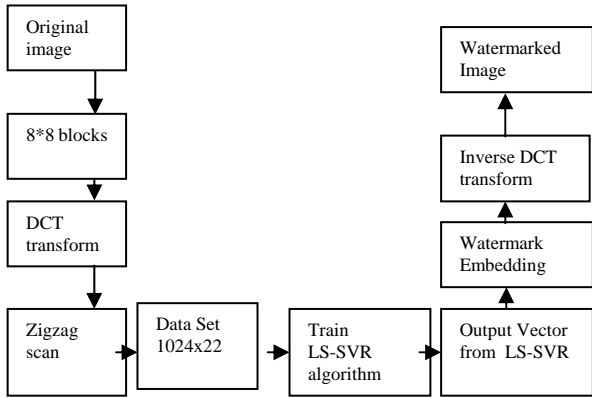 Original
image
8*8 blocks
DCT
transform
Zigzag
scan
Data Set
1024x22
Train
LS-SVR
algorithm
Output Vector
from LS-SVR
Watermark
Embedding
Inverse DCT
transform
Watermarked
Image